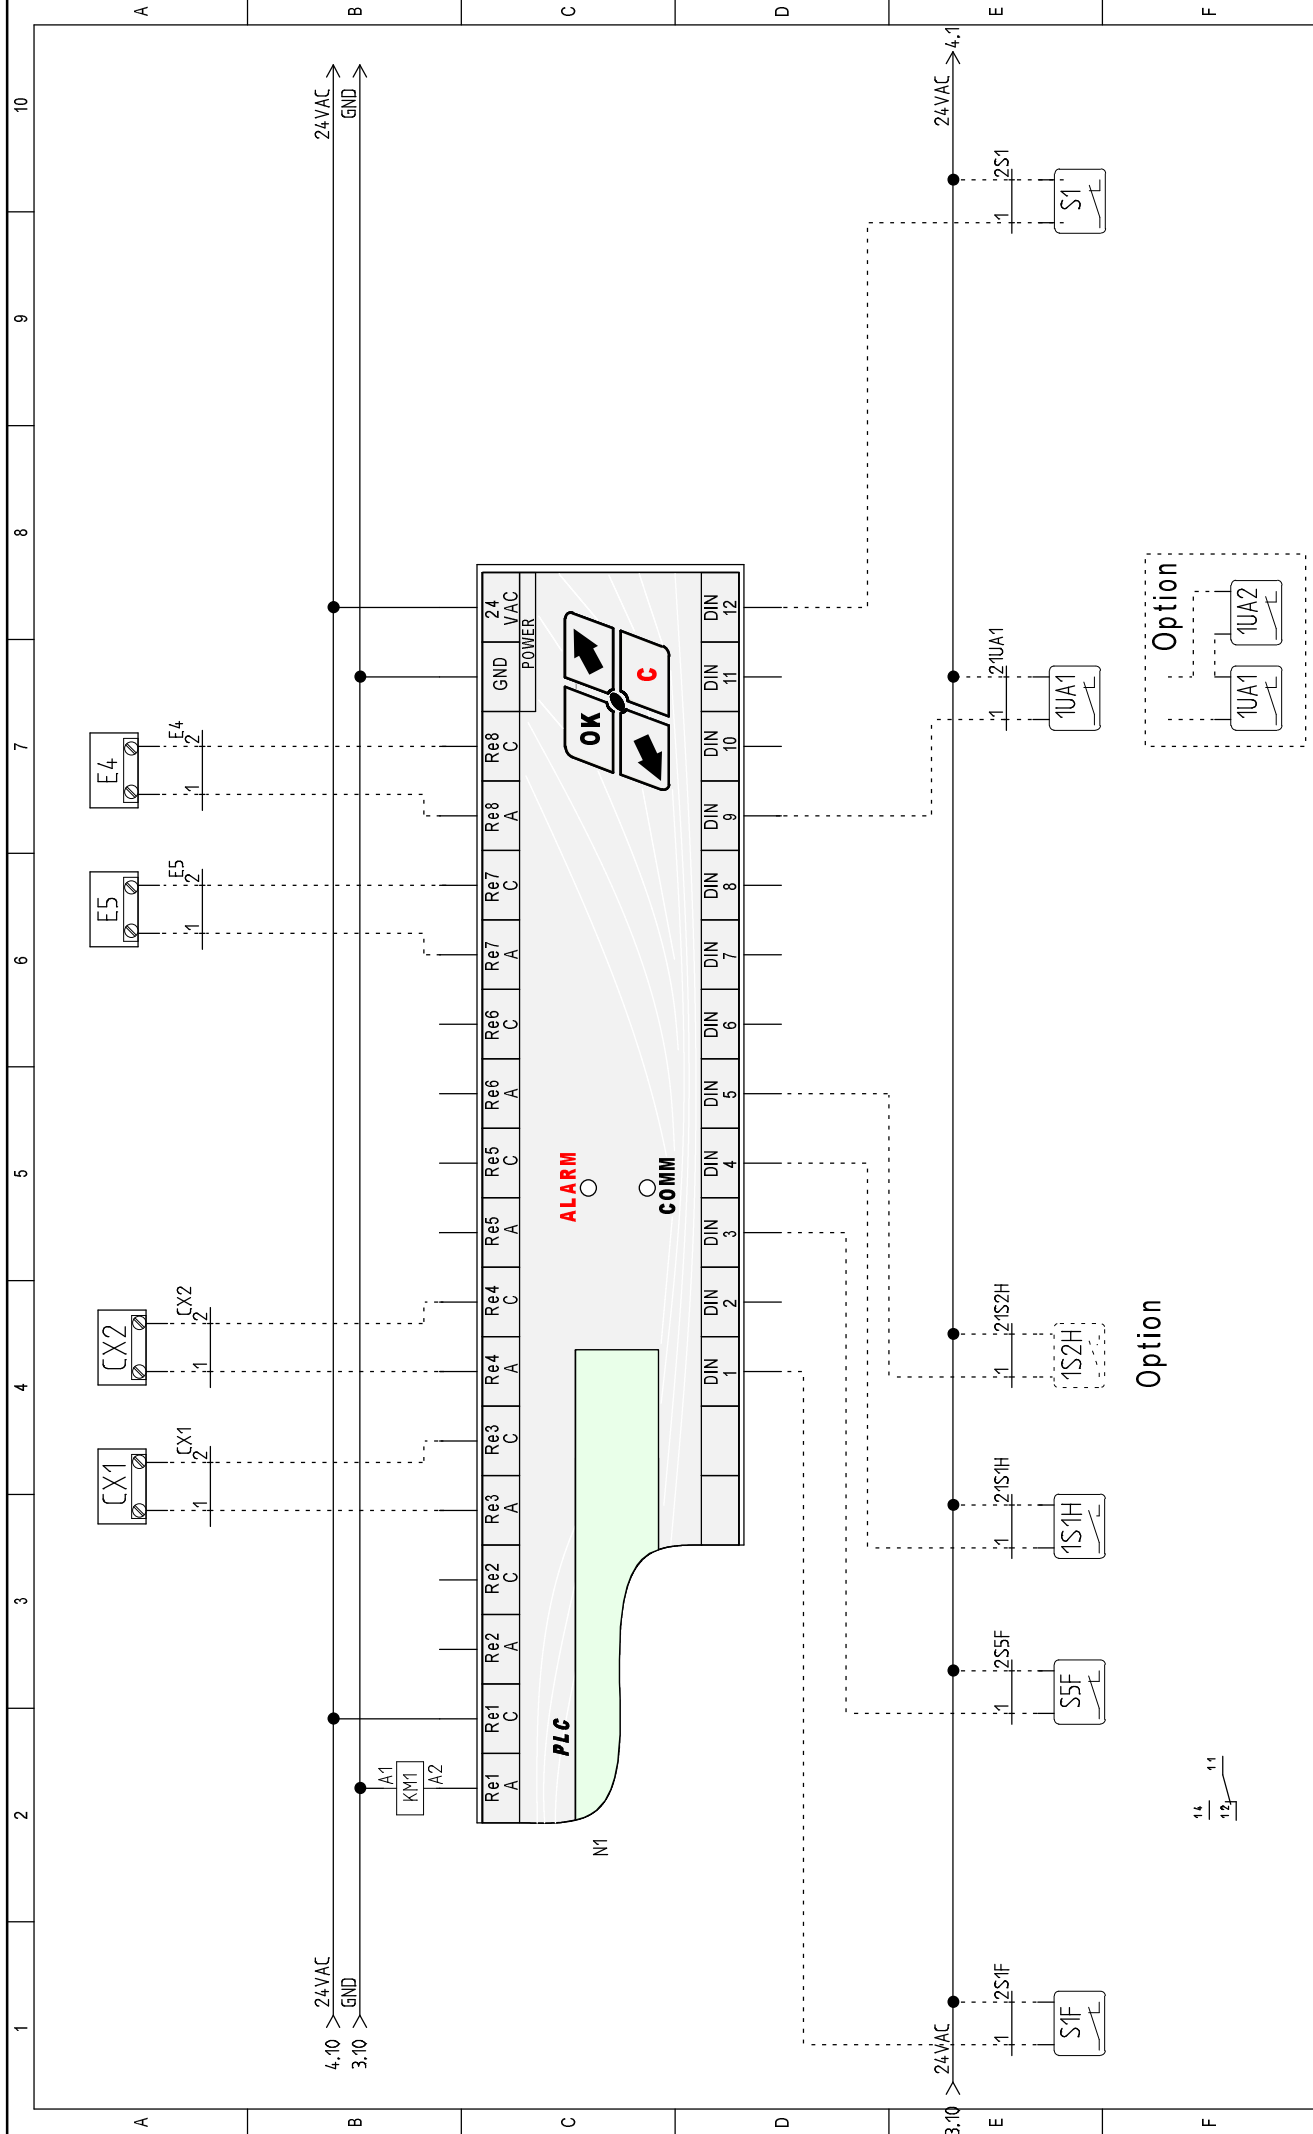 A
B
C
D
E
F
10
9
8
7
6
5
4
3
2
1
24VAC
GND
24VAC
4.1
2S1
1
S1
E4
E4
2
1
E5
E5
2
1
CX2
CX2
2
1
CX1
CX1
2
1
24
VAC
GND
POWER
Re8
C
Re8
A
Re7
C
Re7
A
Re6
C
Re6
A
Re5
C
Re5
A
Re4
C
Re4
A
Re3
C
Re3
A
Re2
C
Re2
A
Re1
C
Re1
A
A1
KM1
A2
OK
C
ALARM
COMM
PLC
N1
DIN
12
DIN
11
DIN
10
DIN
9
DIN
8
DIN
7
DIN
6
DIN
5
DIN
4
DIN
3
DIN
2
DIN
1
21UA1
1
1UA1
Option
1UA2
1UA1
21S2H
1
1S2H
Option
21S1H
1
1S1H
2S5F
1
S5F
11
14
12
2S1F
1
S1F
24VAC
GND
4.10
3.10
24VAC
3.10
A
B
C
D
E
F